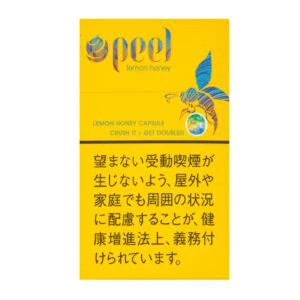 peel
lemon honey
LEMON HONEY CAPSULE
CRUSH IT > GET DOUBLESS
望まない受動喫煙が
生じないよう、屋外や
家庭でも周囲の状況
に配慮することが、健
康増進法上、義務付
けられています。